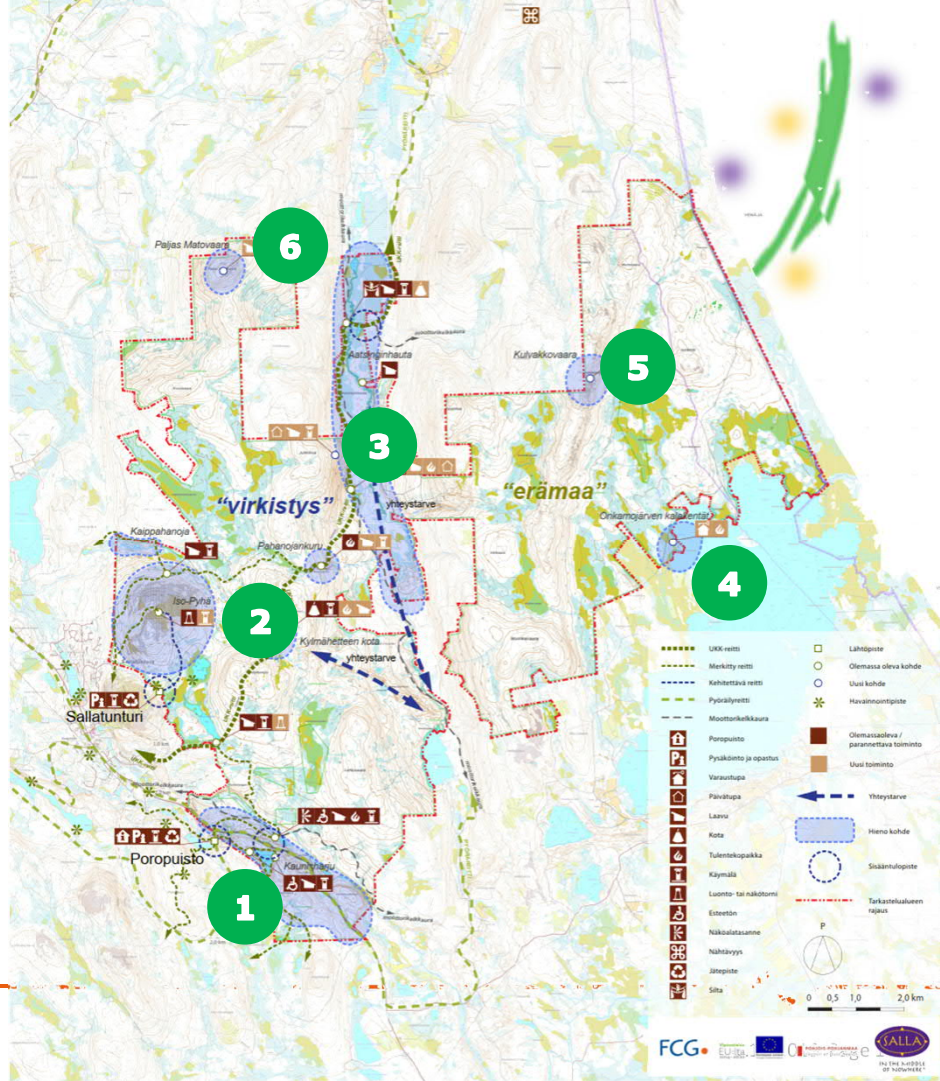 Paljas Matovaara
6
Aatsinginhauta
Kulvakkovaara
5
3
"virkistys"
"erämaa"
yhteystarve
Onkamojärven kalakentät
Kaippahanoja
Pahanojankuru
4
Iso-Pyhä
2
Kylmähetteen kota
yhteystarve
Sallatunturi
Poropuisto
Kaunisharju
1
moottorikelkkaura
UKK-reitti
Merkitty reitti
Kehitettävä reitti
Pyöräilyreitti
Moottorikelkkaura
Poropuisto
Pysäköinto ja opastus
Varaustupa
Päivätupa
Laavu
Kota
Tulentekopaikka
Käymälä
Luonto- tai näkötorni
Esteetön
Näkoalatasanne
Nähtävyys
Jätepiste
Silta
Lähtöpiste
Olemassa oleva kohde
Uusi kohde
Havainnointipiste
Olemassaoleva /
parannettava toiminto
Uusi toiminto
Yhteystarve
Hieno kohde
Sisääntulopiste
Tarkastelualueen
rajaus
P
0 0,5 1,0 2,0 km
FCG
SALLA
IN THE MIDDLE
OF NOWHERE